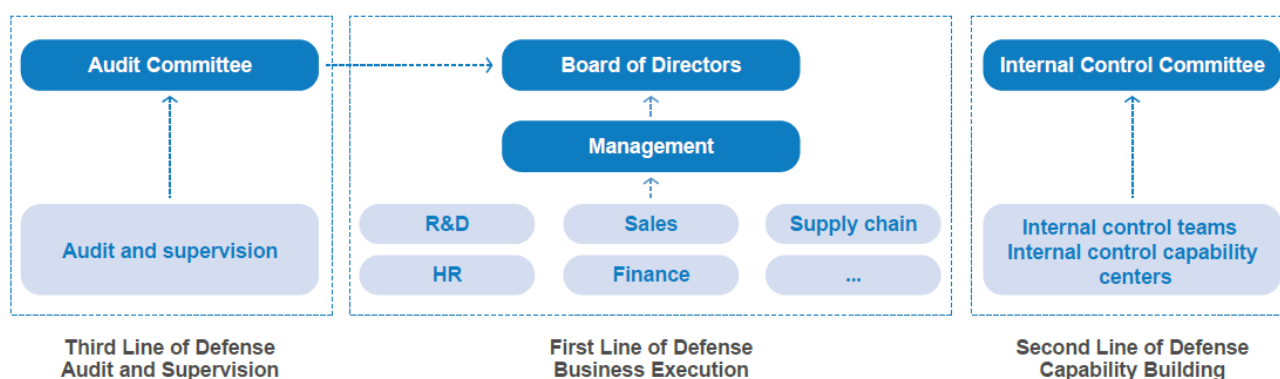 Audit Committee
Board of Directors
Internal Control Committee
Management
R&D
Sales
Supply chain
Audit and supervision
HR
Finance
...
Internal control teams
Internal control capability
centers
Third Line of Defense
Audit and Supervision
First Line of Defense
Business Execution
Second Line of Defense
Capability Building